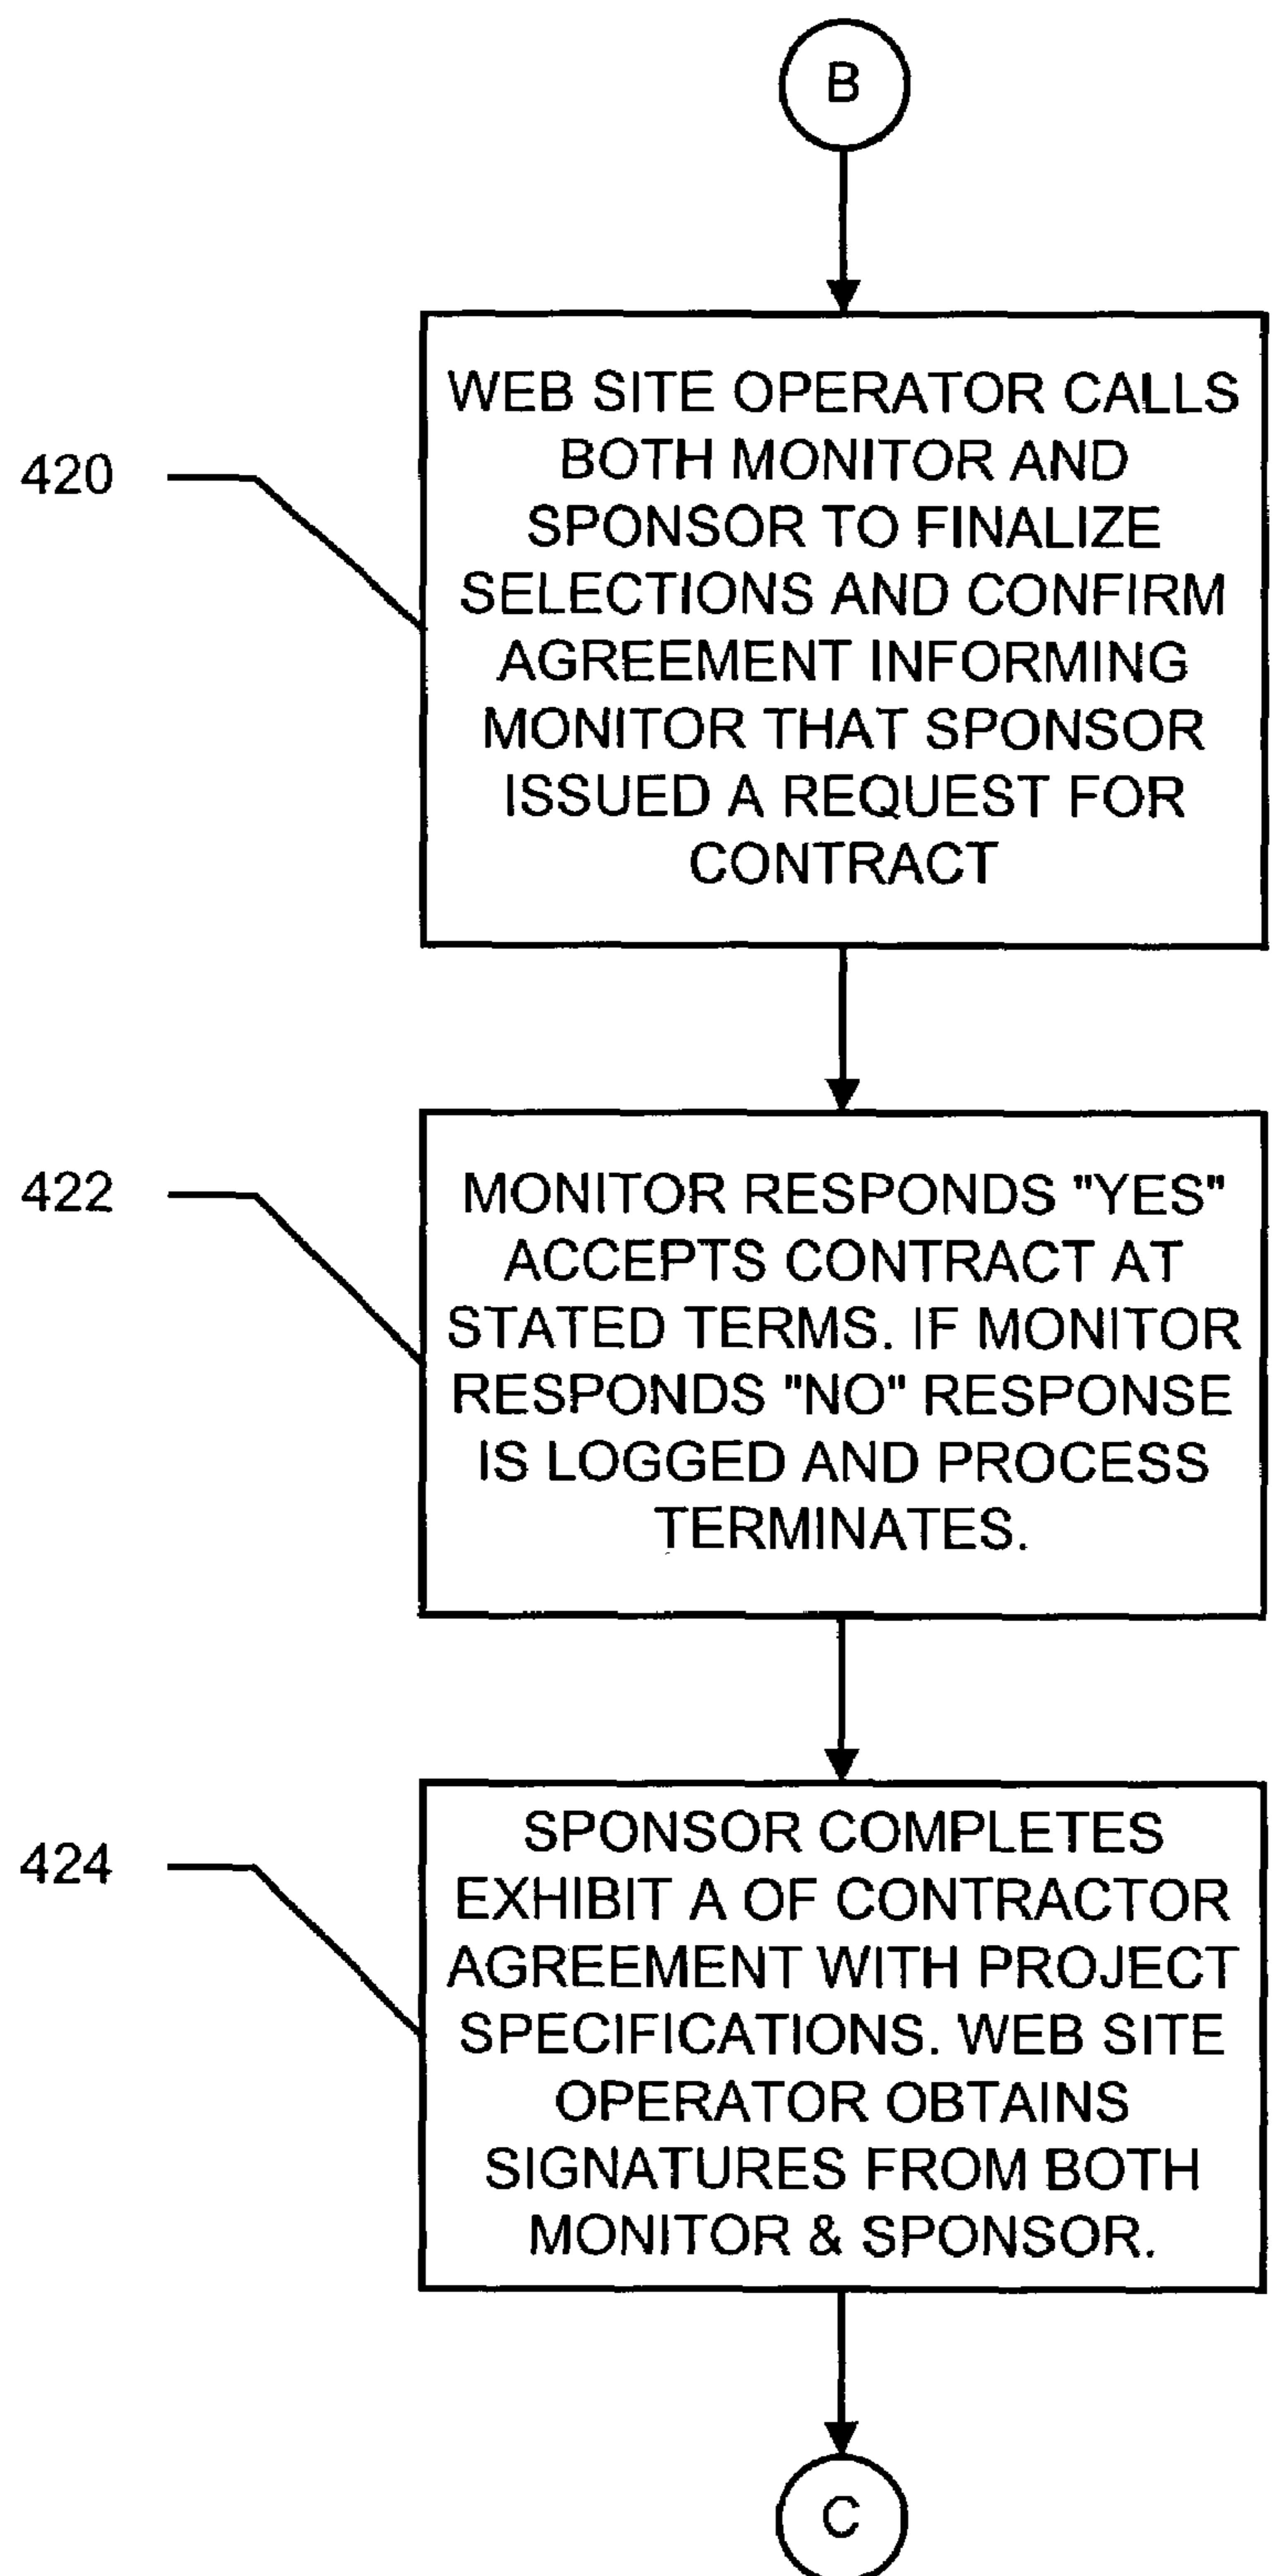 B
WEB SITE OPERATOR CALLS
BOTH MONITOR AND
SPONSOR TO FINALIZE
SELECTIONS AND CONFIRM
AGREEMENT INFORMING
MONITOR THAT SPONSOR
ISSUED A REQUEST FOR
CONTRACT
420
MONITOR RESPONDS "YES"
ACCEPTS CONTRACT AT
STATED TERMS. IF MONITOR
RESPONDS "NO" RESPONSE
IS LOGGED AND PROCESS
TERMINATES.
422
SPONSOR COMPLETES
EXHIBIT A OF CONTRACTOR
AGREEMENT WITH PROJECT
SPECIFICATIONS. WEB SITE
OPERATOR OBTAINS
SIGNATURES FROM BOTH
MONITOR & SPONSOR.
424
C